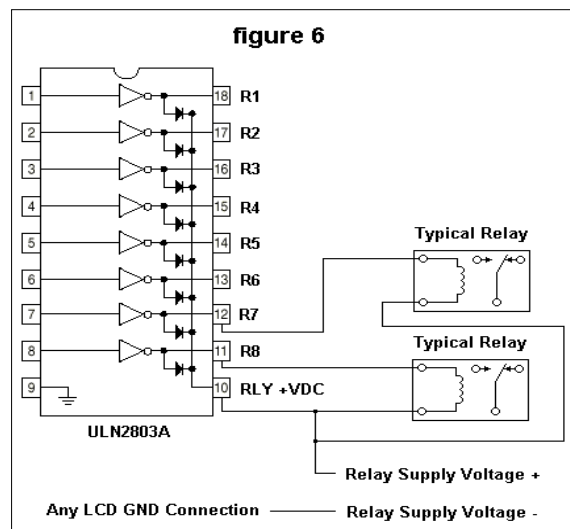 figure 6
1 18 R1
2 17 R2
3 16 R3
4 15 R4
5 14 R5
6 13 R6
7 12 R7
8 11 R8
9 10 RLY +VDC
ULN2803A
Typical Relay
Typical Relay
Relay Supply Voltage +
Any LCD GND Connection Relay Supply Voltage -